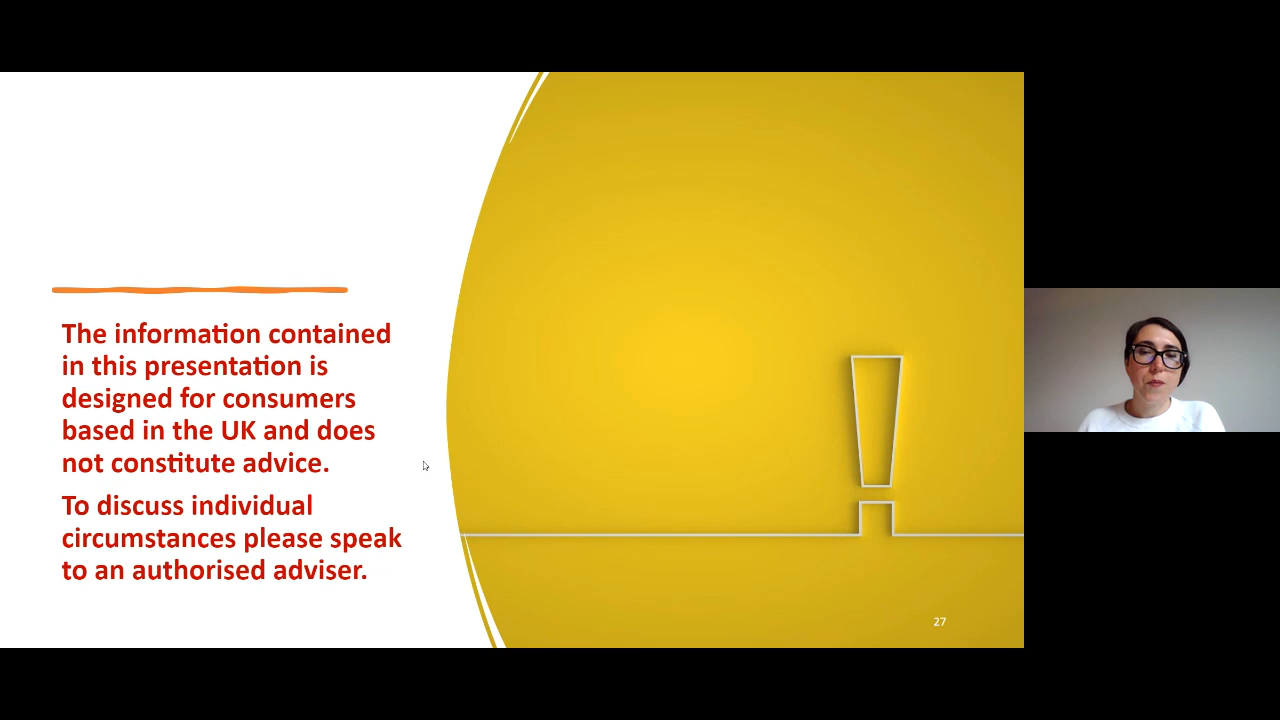 The information contained
in this presentation is
designed for consumers
based in the UK and does
not constitute advice.
To discuss individual
circumstances please speak
to an authorised adviser.
27